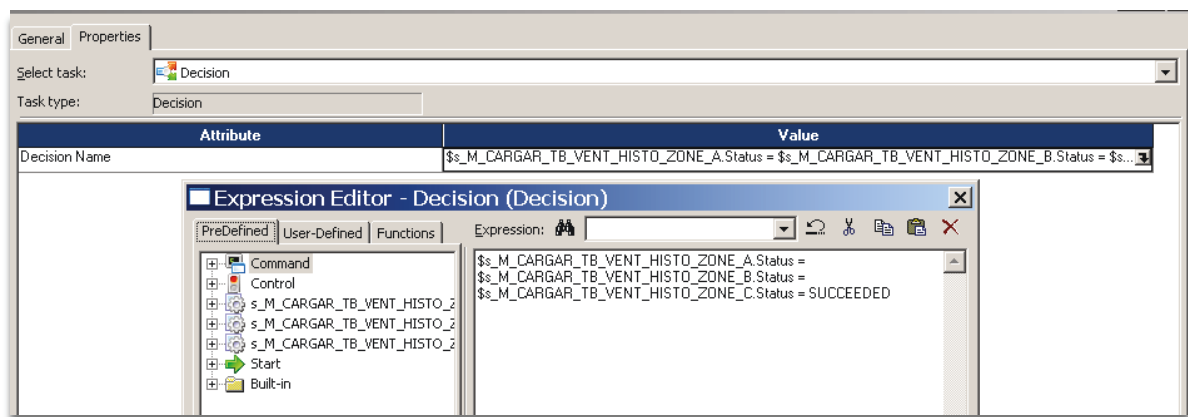 General Properties
Select task: Decision
Task type: Decision
Attribute Value
Decision Name $s_M_CARGAR_TB_VENT_HISTO_ZONE_A.Status = $s_M_CARGAR_TB_VENT_HISTO_ZONE_B.Status = $s...
Expression Editor - Decision (Decision)
PreDefined User-Defined Functions Expression:
Command
Control
s_M_CARGAR_TB_VENT_HISTO_Z
s_M_CARGAR_TB_VENT_HISTO_Z
s_M_CARGAR_TB_VENT_HISTO_Z
Start
Built-in
$s_M_CARGAR_TB_VENT_HISTO_ZONE_A.Status =
$s_M_CARGAR_TB_VENT_HISTO_ZONE_B.Status =
$s_M_CARGAR_TB_VENT_HISTO_ZONE_C.Status = SUCCEEDED